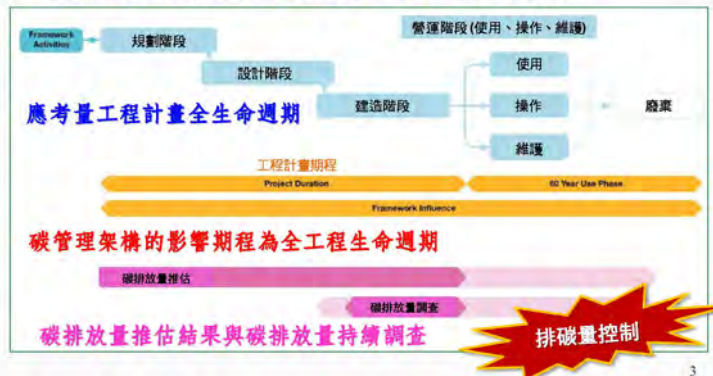 Framework Activities
規劃階段
營運階段(使用、操作、維護)
設計階段
使用
建造階段
操作
廢棄
應考量工程計畫全生命週期
維護
工程計畫期程
Project Duration
60 Year Use Phase
Framework Influence
碳管理架構的影響期程為全工程生命週期
碳排放量推估
碳排放量調查
碳排放量推估結果與碳排放量持續調查
排碳量控制
3